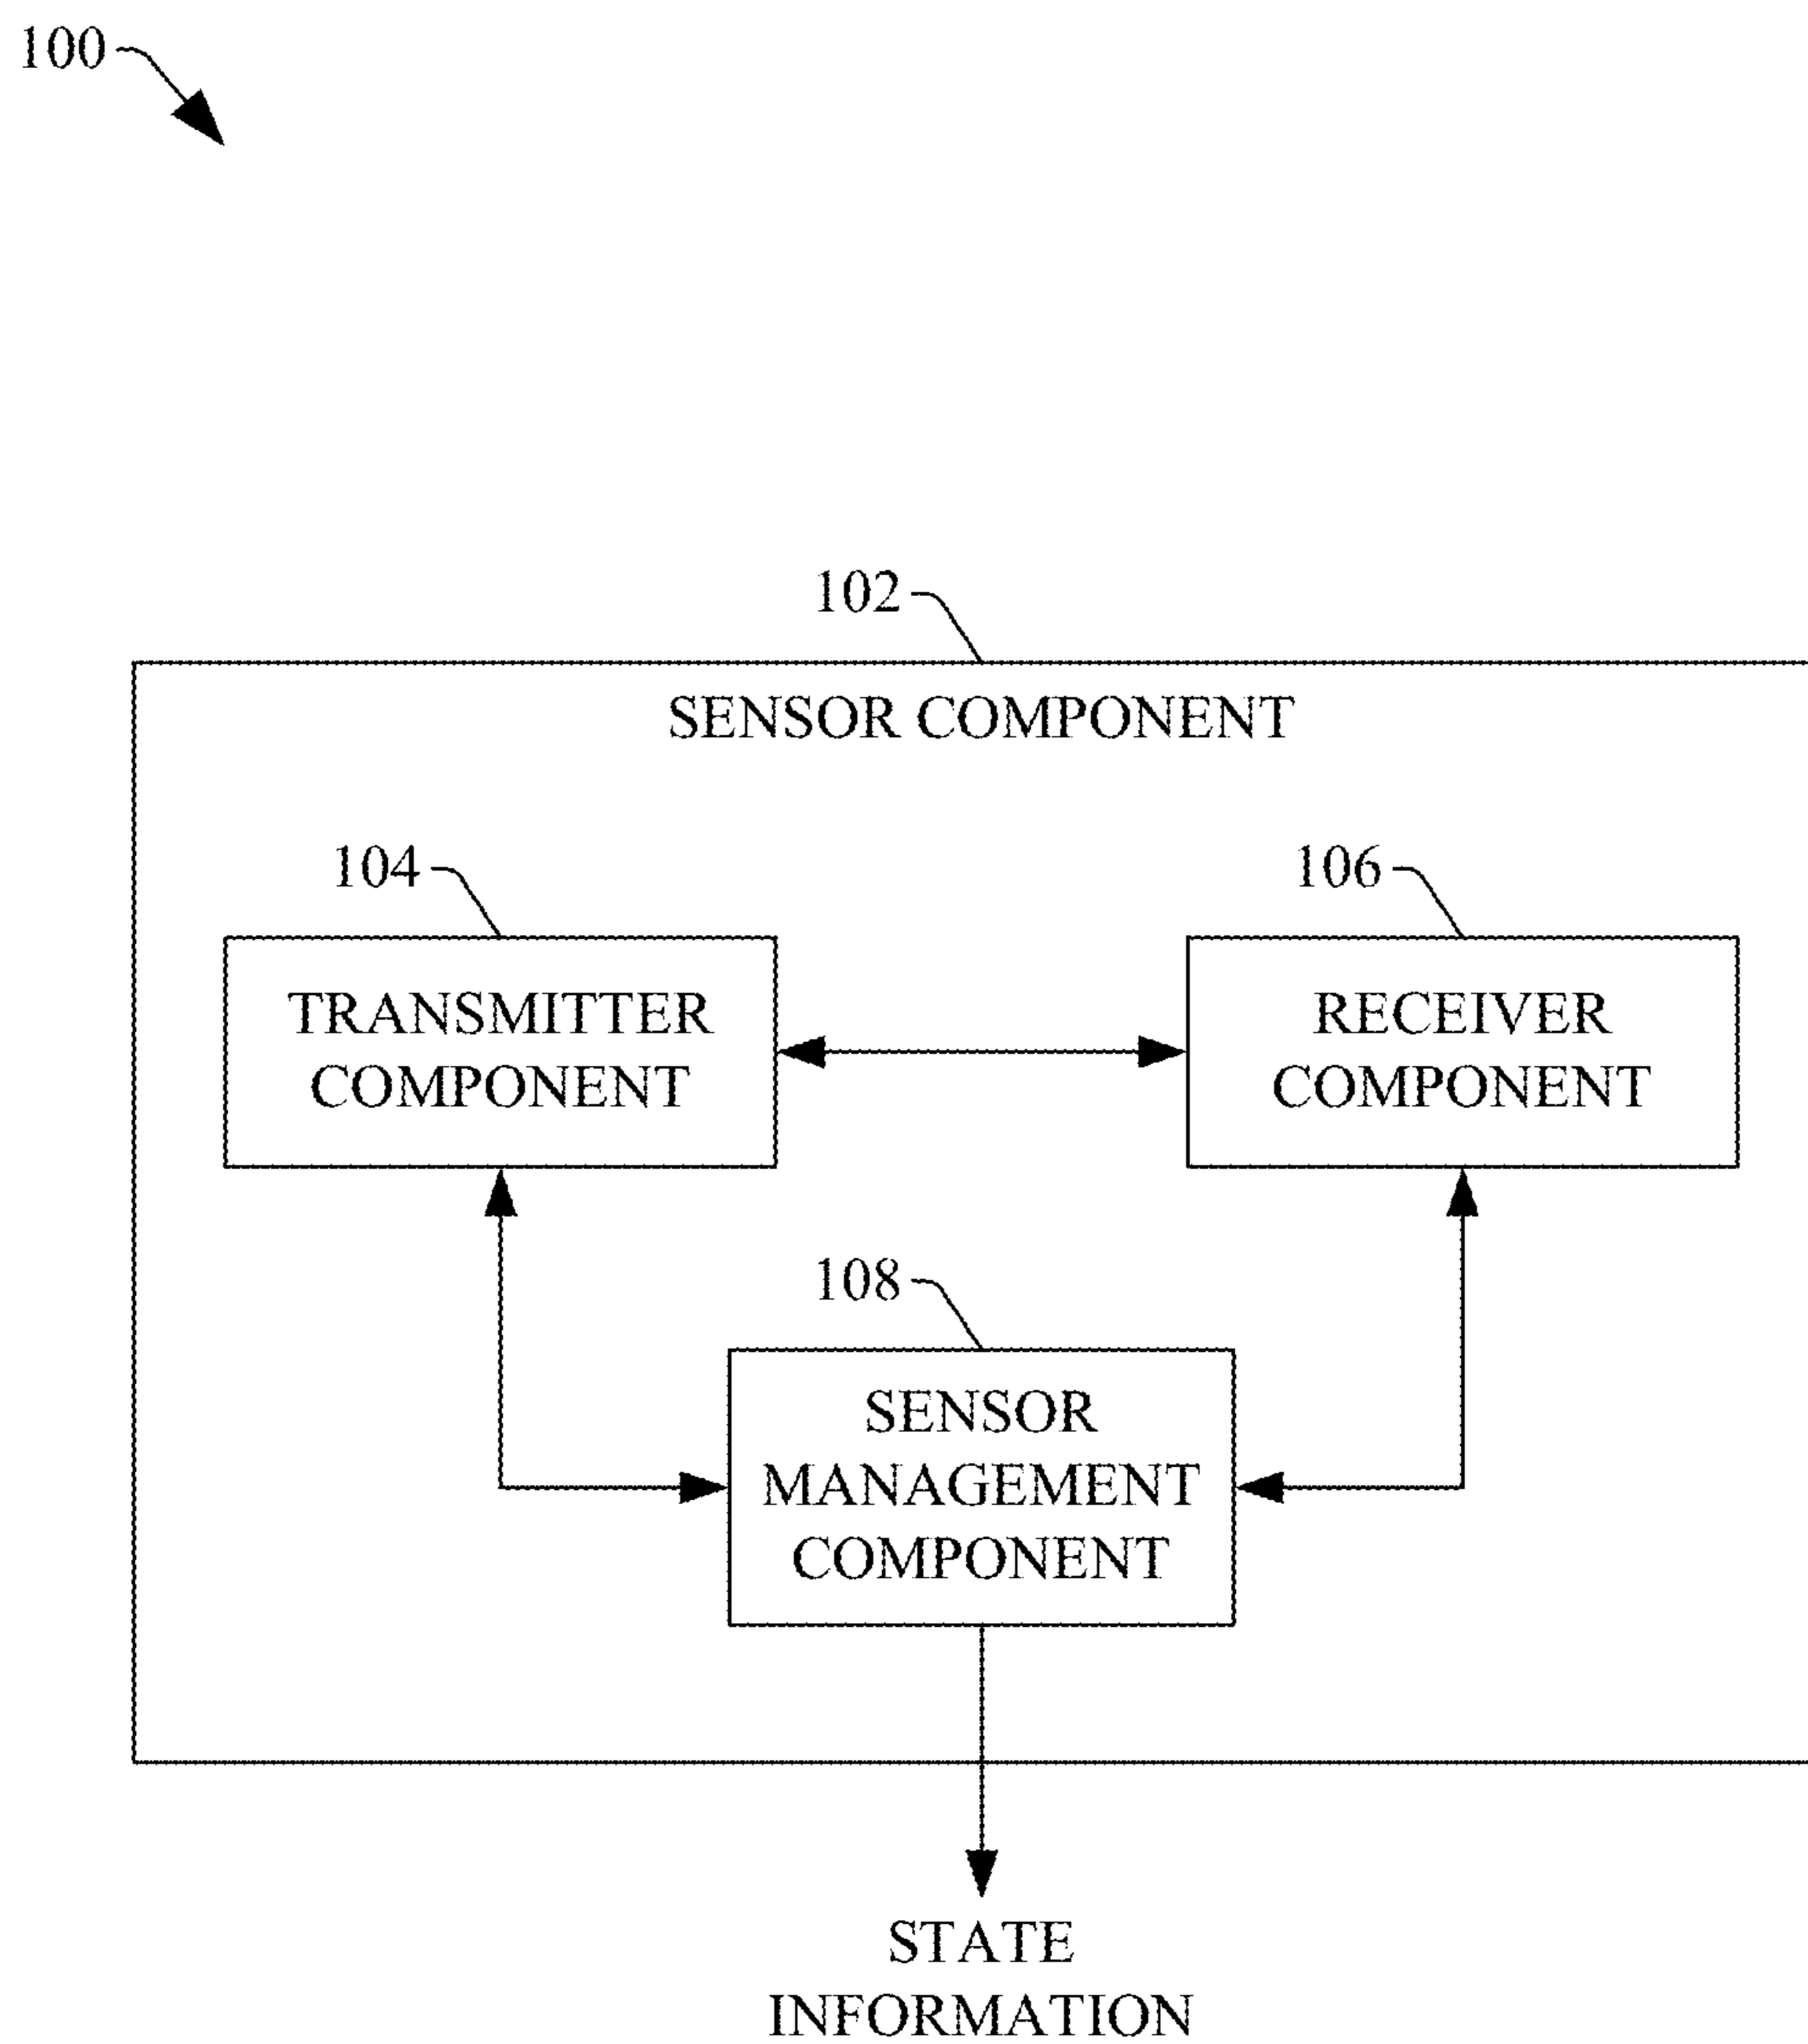 100
102
SENSOR COMPONENT
104
106
TRANSMITTER
COMPONENT
RECEIVER
COMPONENT
108
SENSOR
MANAGEMENT
COMPONENT
STATE
INFORMATION